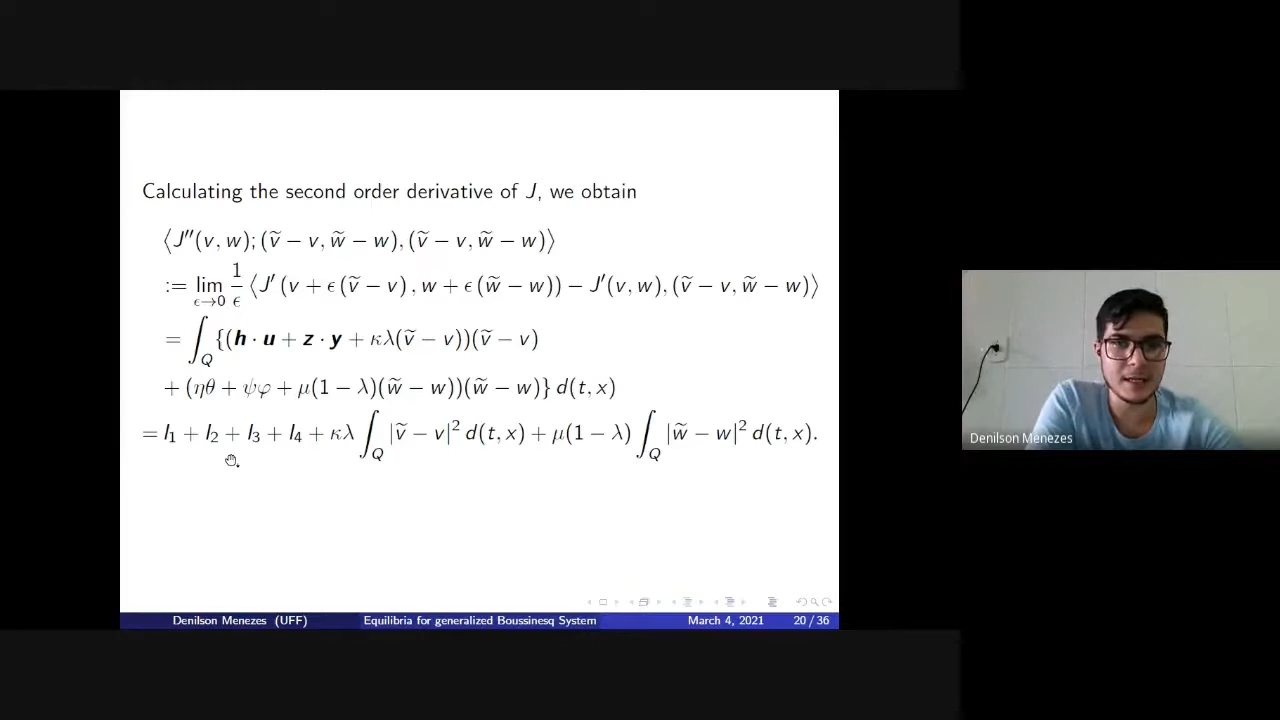 Calculating the second order derivative of J, we obtain
⟨J″(v, w); (ṽ − v, w̃ − w), (ṽ − v, w̃ − w)⟩
:= lim_{ϵ→0} 1/ϵ ⟨J′ (v + ϵ (ṽ − v) , w + ϵ (w̃ − w)) − J′(v, w), (ṽ − v, w̃ − w)⟩
= ∫_Q {(h · u + z · y + κλ(ṽ − v))(ṽ − v)
+ (ηθ + ψφ + μ(1 − λ)(w̃ − w))(w̃ − w)} d(t, x)
= I₁ + I₂ + I₃ + I₄ + κλ ∫_Q |ṽ − v|² d(t, x) + μ(1 − λ) ∫_Q |w̃ − w|² d(t, x).
Denilson Menezes (UFF) Equilibria for generalized Boussinesq System March 4, 2021 20 / 36
Denilson Menezes